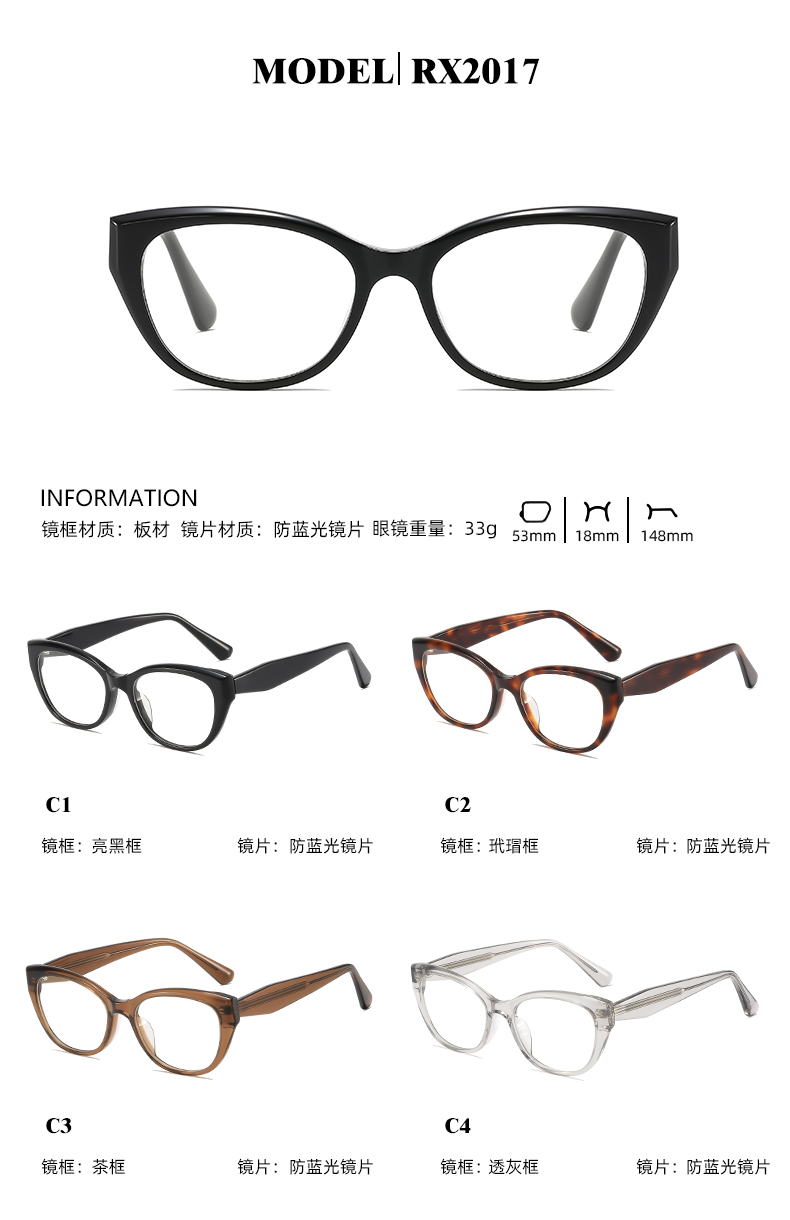 MODEL | RX2017
INFORMATION
镜框材质：板材 镜片材质：防蓝光镜片 眼镜重量：33g
53mm | 18mm | 148mm
C1
镜框：亮黑框 镜片：防蓝光镜片
C2
镜框：玳瑁框 镜片：防蓝光镜片
C3
镜框：茶框 镜片：防蓝光镜片
C4
镜框：透灰框 镜片：防蓝光镜片